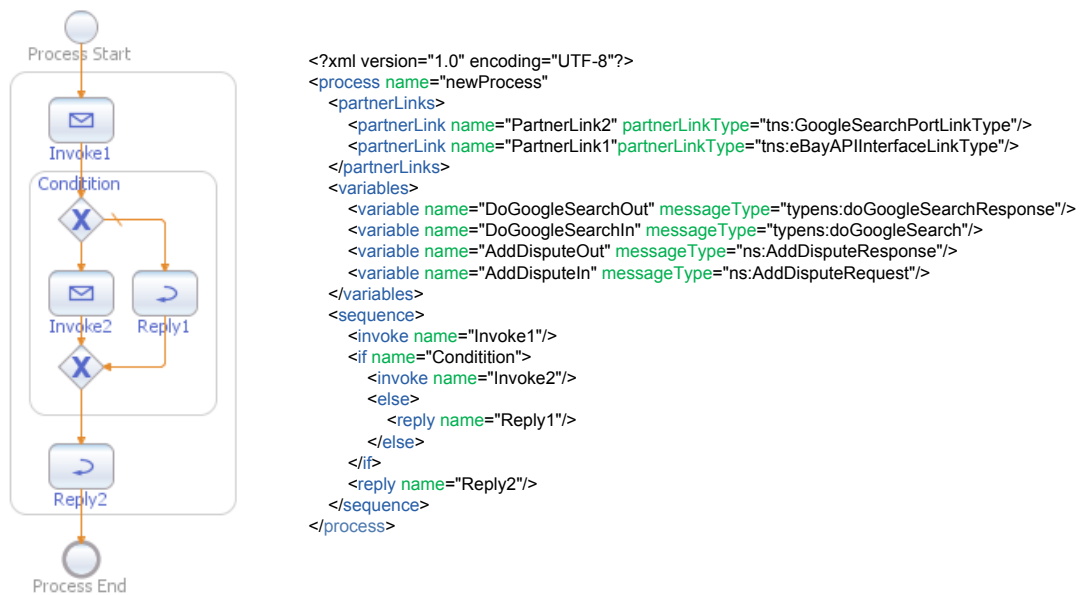 Process Start
Invoke1
Conditition
X
Invoke2
Reply1
X
Reply2
Process End
<?xml version="1.0" encoding="UTF-8"?>
<process name="newProcess"
<partnerLinks>
<partnerLink name="PartnerLink2" partnerLinkType="tns:GoogleSearchPortLinkType"/>
<partnerLink name="PartnerLink1"partnerLinkType="tns:eBayAPIInterfaceLinkType"/>
</partnerLinks>
<variables>
<variable name="DoGoogleSearchOut" messageType="typens:doGoogleSearchResponse"/>
<variable name="DoGoogleSearchIn" messageType="typens:doGoogleSearch"/>
<variable name="AddDisputeOut" messageType="ns:AddDisputeResponse"/>
<variable name="AddDisputeIn" messageType="ns:AddDisputeRequest"/>
</variables>
<sequence>
<invoke name="Invoke1"/>
<if name="Conditition">
<invoke name="Invoke2"/>
<else>
<reply name="Reply1"/>
</else>
</if>
<reply name="Reply2"/>
</sequence>
</process>